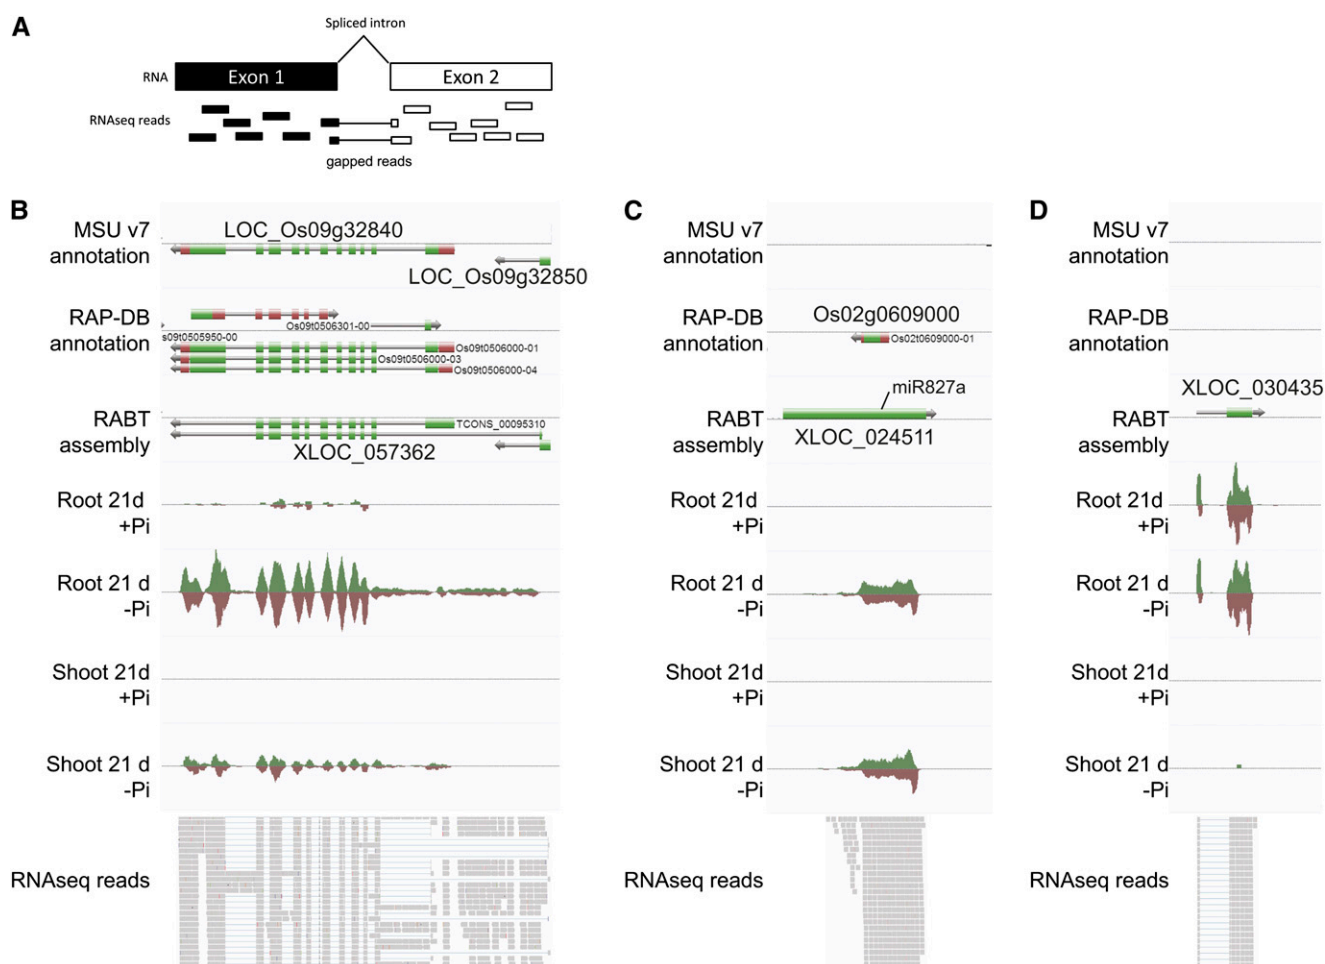 A
Spliced intron
RNA
Exon 1
Exon 2
RNAseq reads
gapped reads
B
MSU v7
annotation
LOC_Os09g32840
LOC_Os09g32850
RAP-DB
annotation
Os09t0506301-00
s09t0505950-00
Os09t0506000-01
Os09t0506000-03
Os09t0506000-04
RABT
assembly
TCONS_00095310
XLOC_057362
Root 21d
+Pi
Root 21 d
-Pi
Shoot 21d
+Pi
Shoot 21 d
-Pi
RNAseq reads
C
MSU v7
annotation
RAP-DB
annotation
Os02g0609000
Os02t0609000-01
RABT
assembly
miR827a
XLOC_024511
Root 21d
+Pi
Root 21 d
-Pi
Shoot 21d
+Pi
Shoot 21 d
-Pi
RNAseq reads
D
MSU v7
annotation
RAP-DB
annotation
XLOC_030435
RABT
assembly
Root 21d
+Pi
Root 21 d
-Pi
Shoot 21d
+Pi
Shoot 21 d
-Pi
RNAseq reads